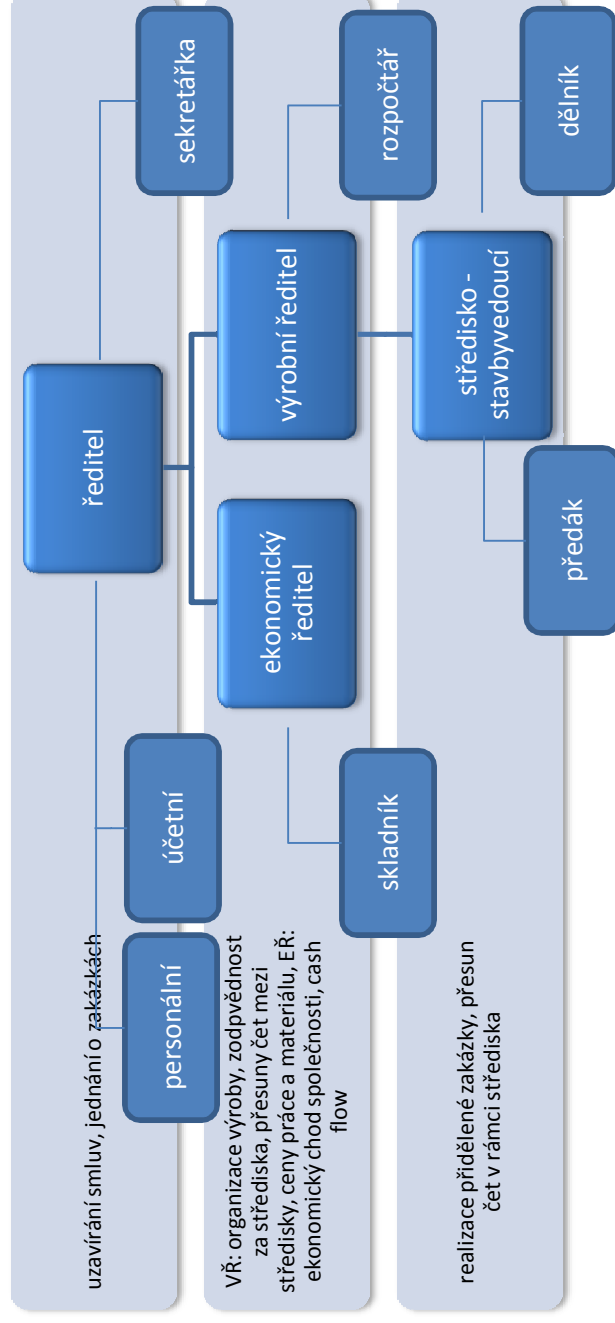 uzavírání smluv, jednání o zakázkách
ředitel
sekretářka
účetní
personální
VŘ: organizace výroby, zodpvědnost
za střediska, přesuny čet mezi
středisky, ceny práce a materiálu, EŘ:
ekonomický chod společnosti, cash
flow
ekonomický
ředitel
výrobní ředitel
skladník
rozpočtář
realizace přidělené zakázky, přesun
čet v rámci střediska
středisko -
stavbyvedoucí
předák
dělník